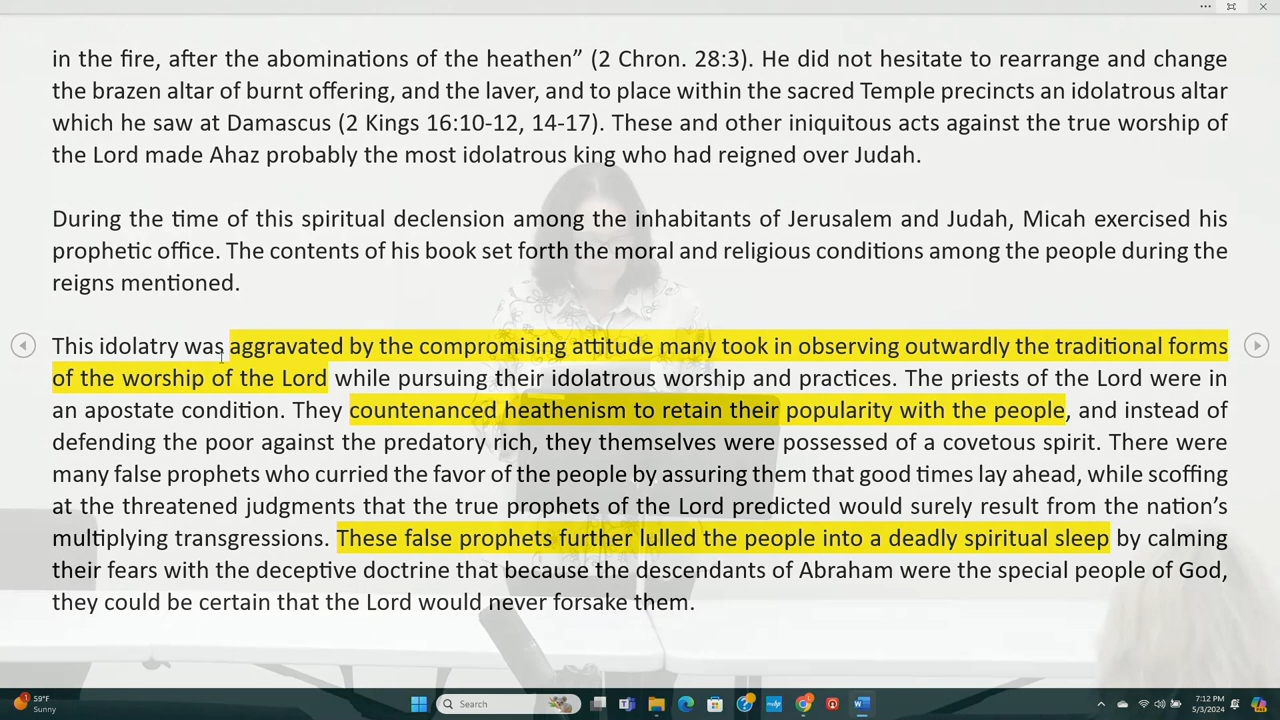 in the fire, after the abominations of the heathen” (2 Chron. 28:3). He did not hesitate to rearrange and change
the brazen altar of burnt offering, and the laver, and to place within the sacred Temple precincts an idolatrous altar
which he saw at Damascus (2 Kings 16:10-12, 14-17). These and other iniquitous acts against the true worship of
the Lord made Ahaz probably the most idolatrous king who had reigned over Judah.
During the time of this spiritual declension among the inhabitants of Jerusalem and Judah, Micah exercised his
prophetic office. The contents of his book set forth the moral and religious conditions among the people during the
reigns mentioned.
This idolatry was aggravated by the compromising attitude many took in observing outwardly the traditional forms
of the worship of the Lord while pursuing their idolatrous worship and practices. The priests of the Lord were in
an apostate condition. They countenanced heathenism to retain their popularity with the people, and instead of
defending the poor against the predatory rich, they themselves were possessed of a covetous spirit. There were
many false prophets who curried the favor of the people by assuring them that good times lay ahead, while scoffing
at the threatened judgments that the true prophets of the Lord predicted would surely result from the nation’s
multiplying transgressions. These false prophets further lulled the people into a deadly spiritual sleep by calming
their fears with the deceptive doctrine that because the descendants of Abraham were the special people of God,
they could be certain that the Lord would never forsake them.
59°F
Sunny
Search
7:12 PM
5/3/2024